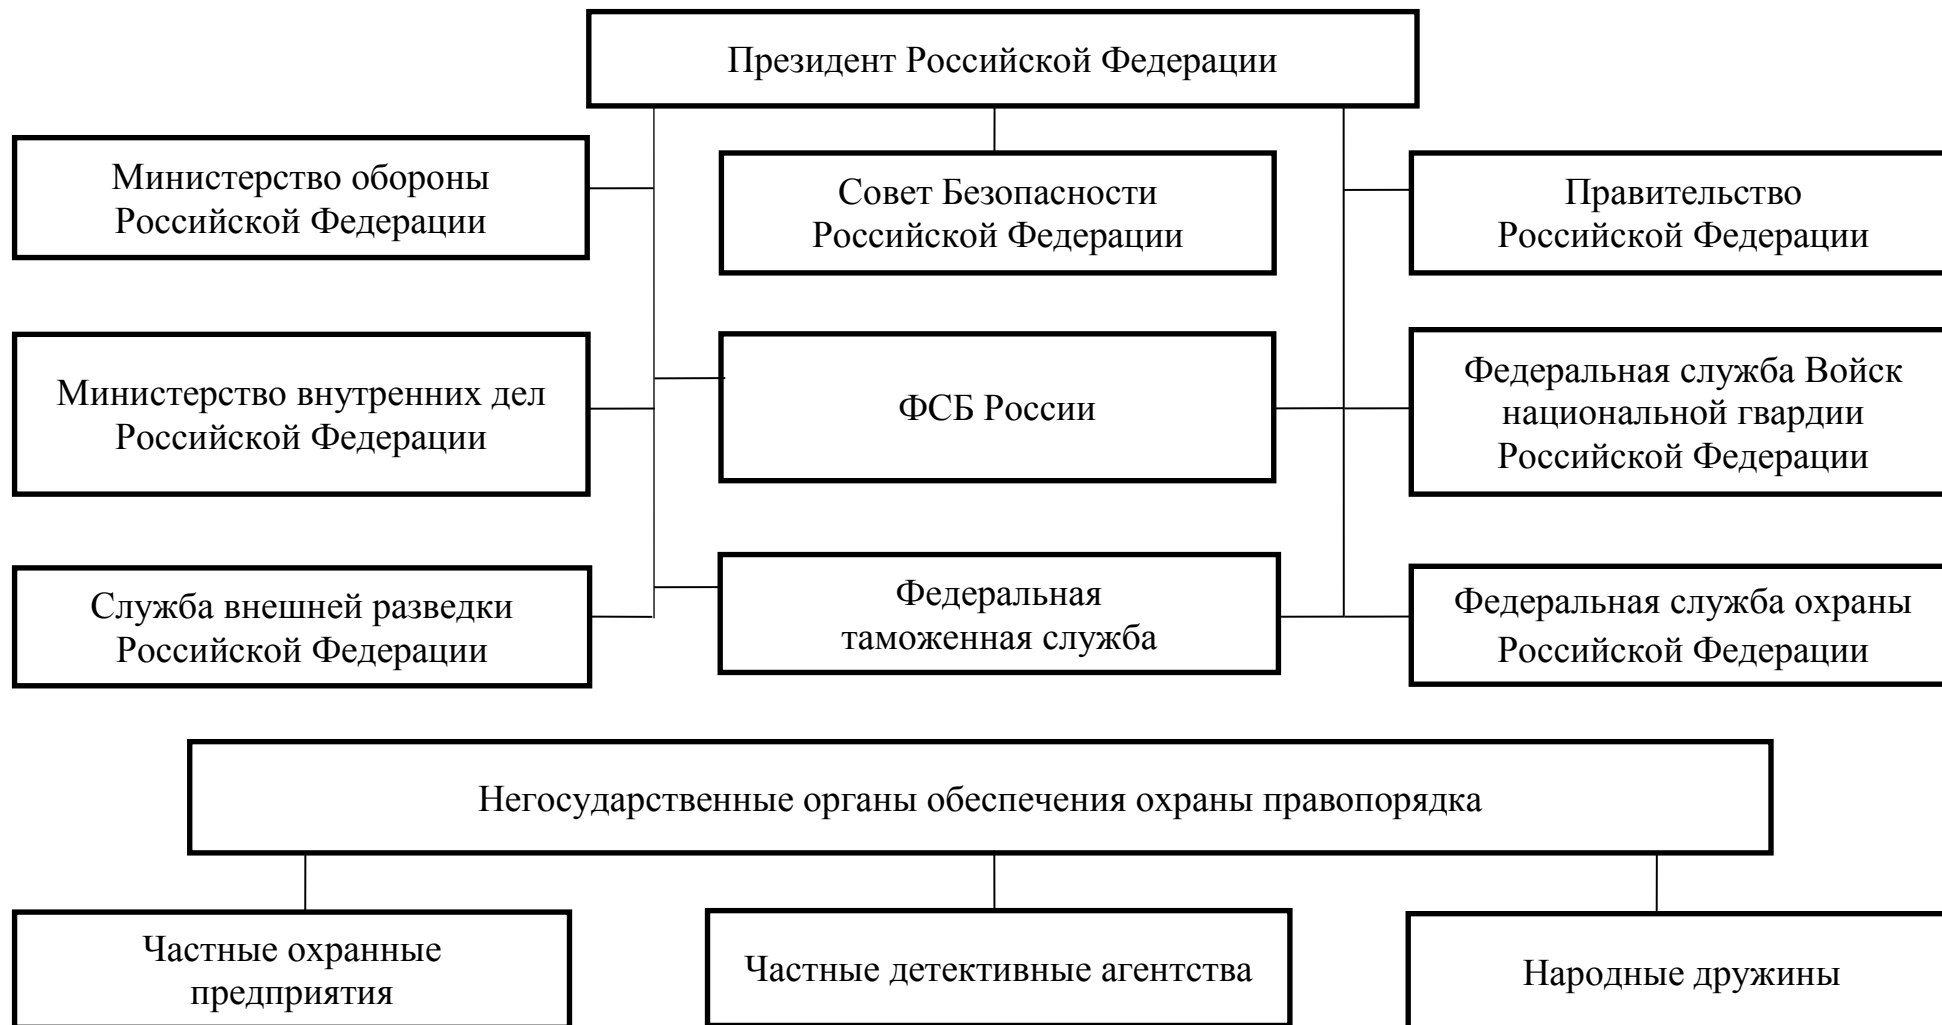 Президент Российской Федерации
Министерство обороны
Российской Федерации
Совет Безопасности
Российской Федерации
Правительство
Российской Федерации
Министерство внутренних дел
Российской Федерации
ФСБ России
Федеральная служба Войск
национальной гвардии
Российской Федерации
Служба внешней разведки
Российской Федерации
Федеральная
таможенная служба
Федеральная служба охраны
Российской Федерации
Негосударственные органы обеспечения охраны правопорядка
Частные охранные
предприятия
Частные детективные агентства
Народные дружины